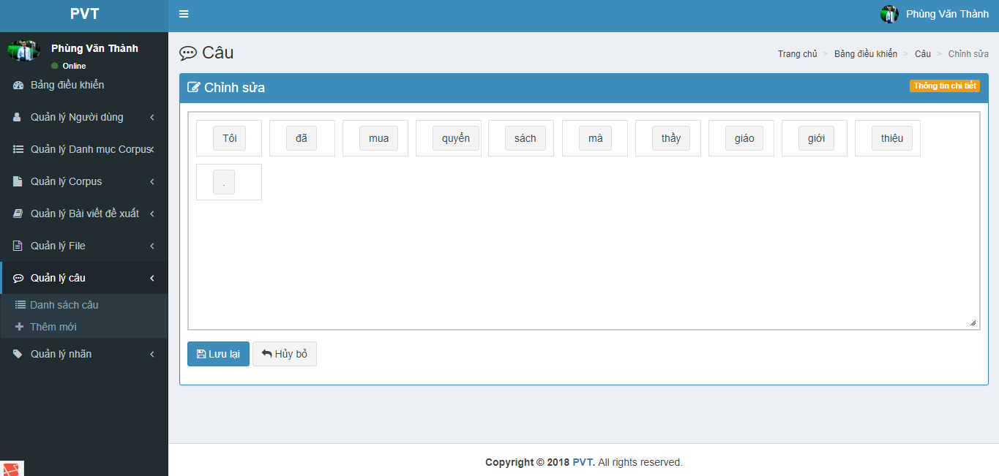 PVT
Phùng Văn Thành
Phùng Văn Thành
Online
Bảng điều khiển
Quản lý Người dùng
Quản lý Danh mục Corpus
Quản lý Corpus
Quản lý Bài viết đề xuất
Quản lý File
Quản lý câu
Danh sách câu
Thêm mới
Quản lý nhãn
Câu
Trang chủ > Bảng điều khiển > Câu > Chỉnh sửa
Chỉnh sửa
Thông tin chi tiết
Tôi đã mua quyển sách mà thầy giáo giới thiệu
.
Lưu lại Hủy bỏ
Copyright © 2018 PVT. All rights reserved.